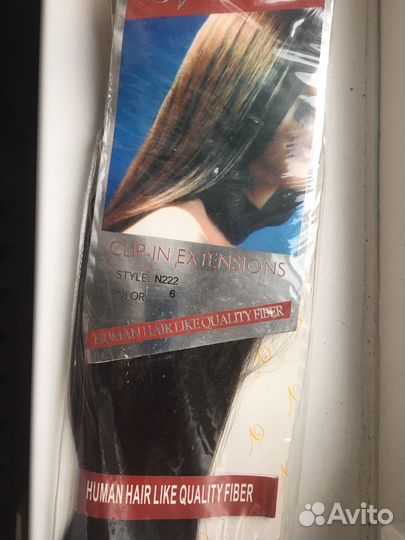 CLIP-IN EXTENSIONS
STYLE: N222
COLOR 6
HUMAN HAIR LIKE QUALITY FIBER
HUMAN HAIR LIKE QUALITY FIBER
Avito